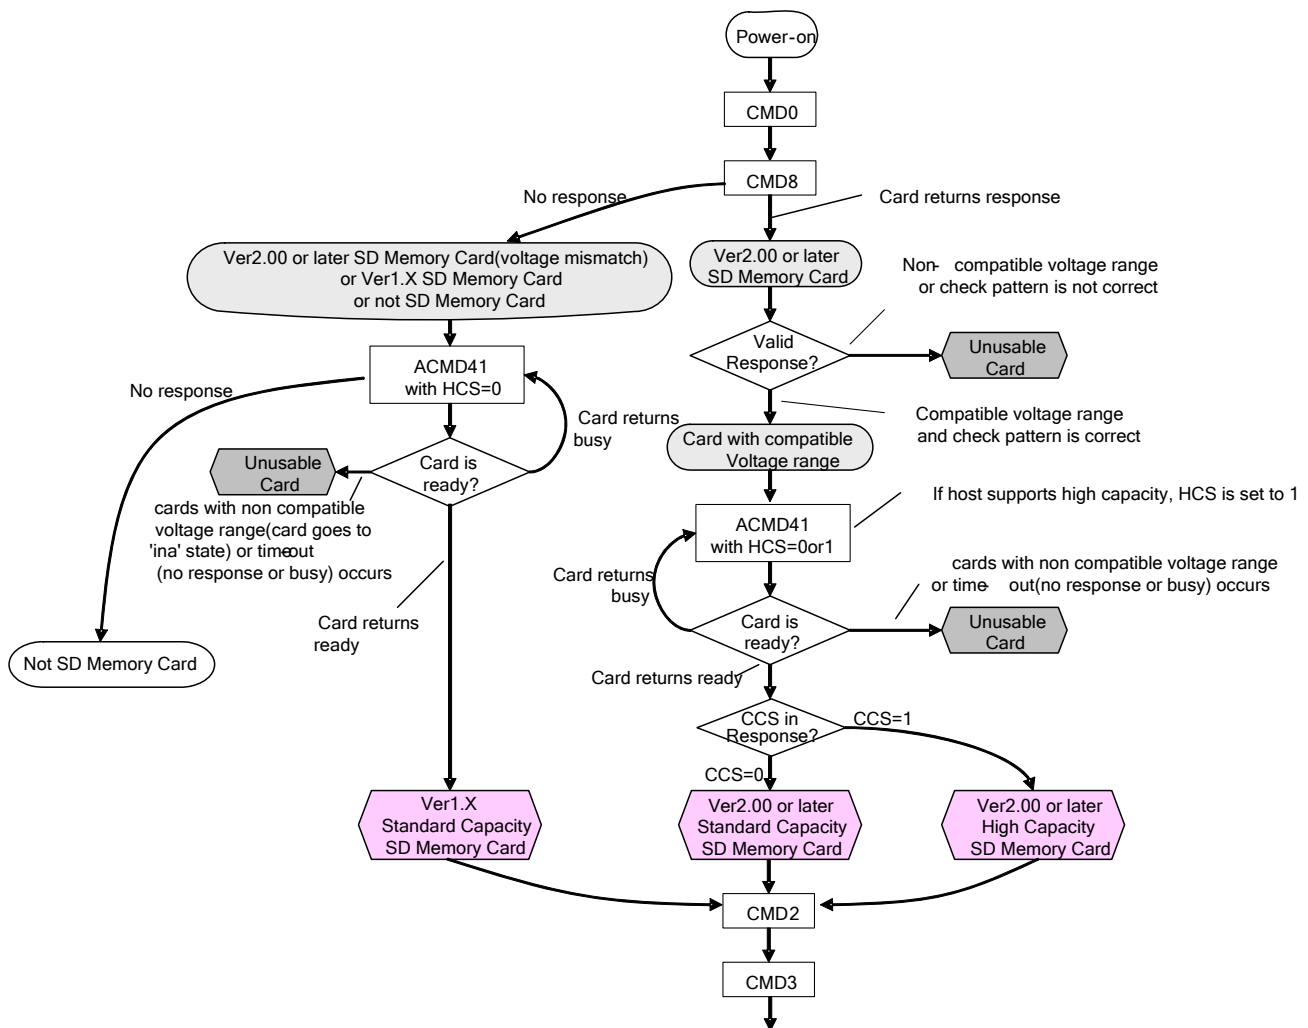 Power-on
CMD0
CMD8
No response
Card returns response
Ver2.00 or later SD Memory Card(voltage mismatch)
or Ver1.X SD Memory Card
or not SD Memory Card
Ver2.00 or later
SD Memory Card
Non- compatible voltage range
or check pattern is not correct
Valid
Response?
Unusable
Card
ACMD41
with HCS=0
No response
Card returns
busy
Compatible voltage range
and check pattern is correct
Card with compatible
Voltage range
Unusable
Card
Card is
ready?
cards with non compatible
voltage range(card goes to
'ina' state) or time-out
(no response or busy) occurs
If host supports high capacity, HCS is set to 1
ACMD41
with HCS=0or1
Card returns
busy
cards with non compatible voltage range
or time- out(no response or busy) occurs
Card returns
ready
Card is
ready?
Unusable
Card
Not SD Memory Card
Card returns ready
CCS in
Response?
CCS=1
CCS=0
Ver1.X
Standard Capacity
SD Memory Card
Ver2.00 or later
Standard Capacity
SD Memory Card
Ver2.00 or later
High Capacity
SD Memory Card
CMD2
CMD3